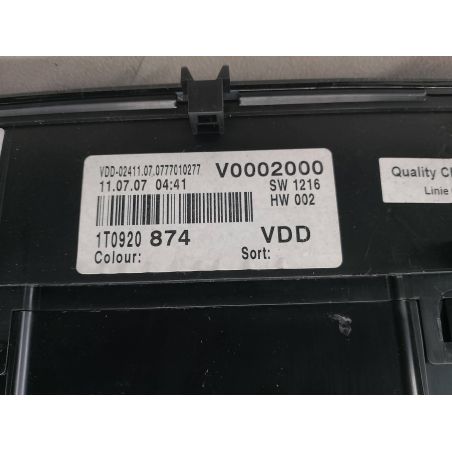 VDD-02411.07.0777010277 V0002000
11.07.07 04:41 SW 1216
HW 002
1T0920 874 VDD
Colour: Sort:
Quality
Linie